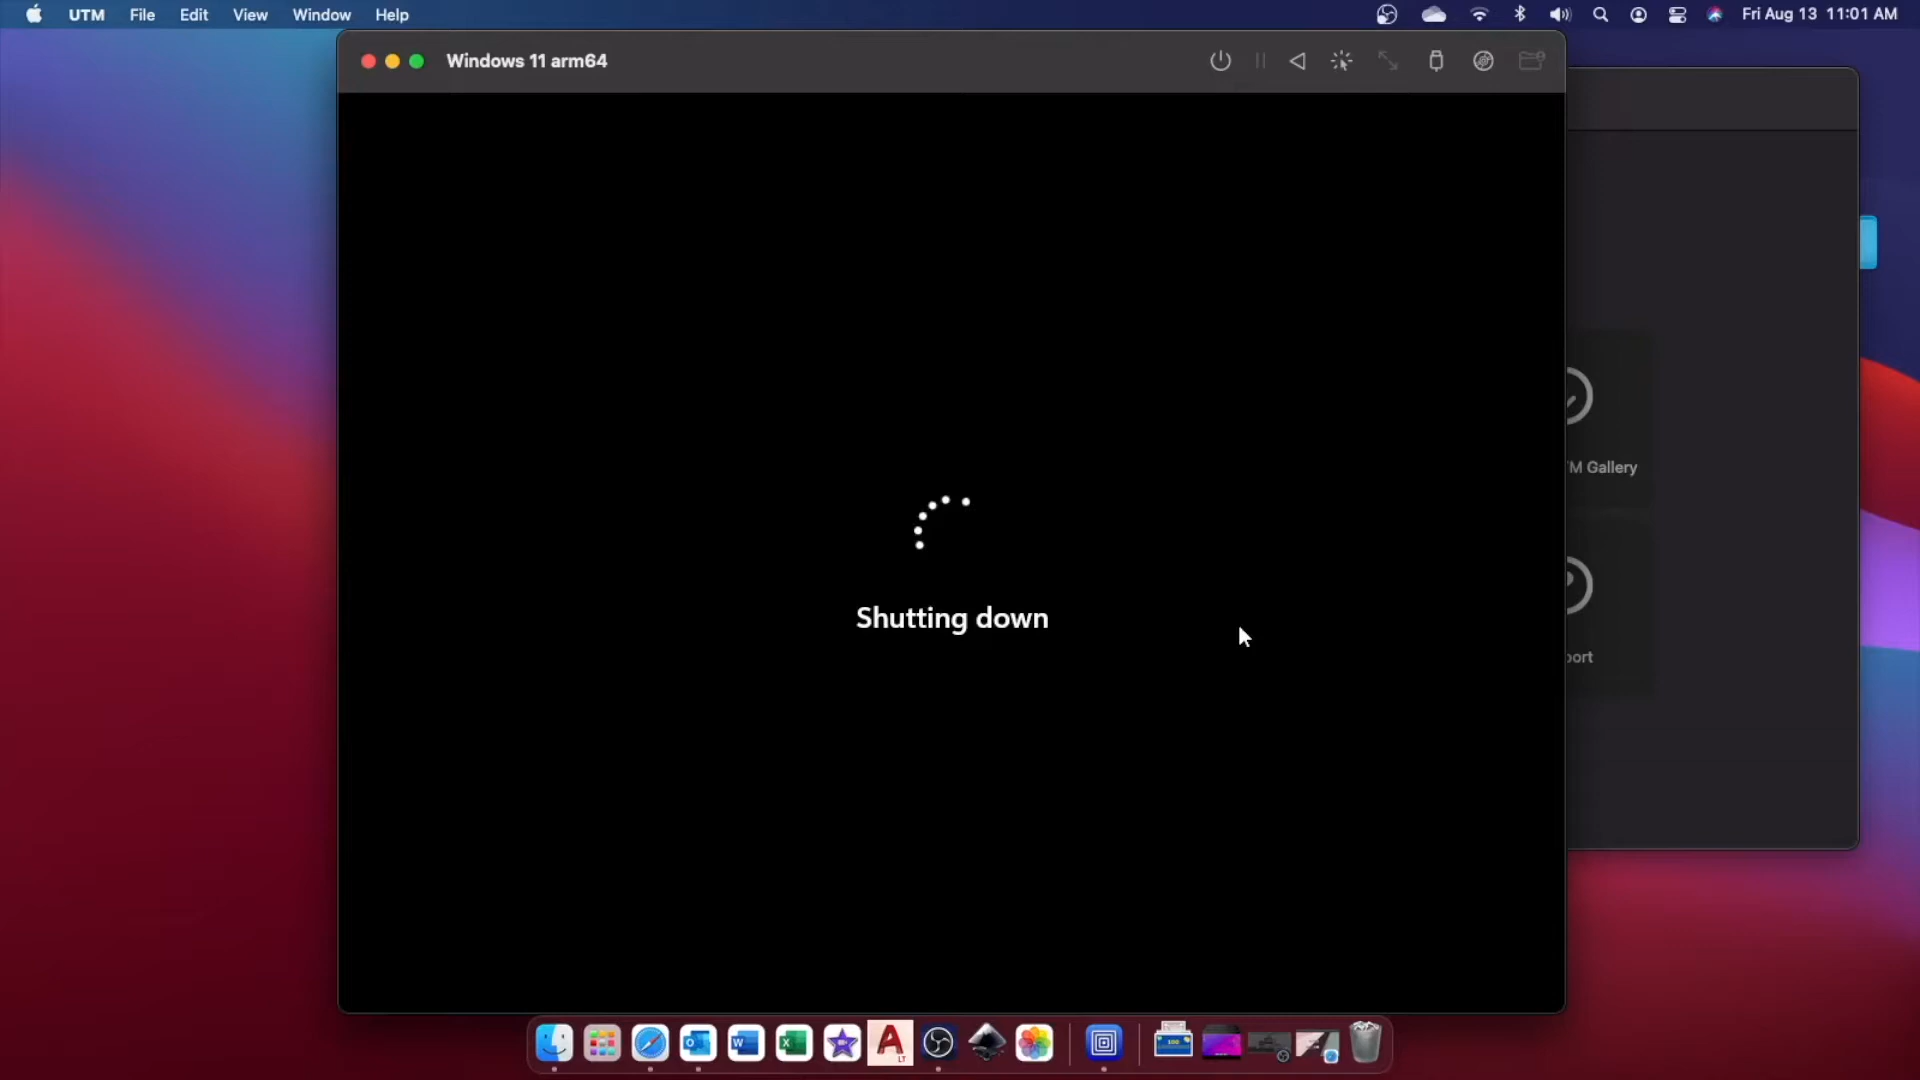 UTM File Edit View Window Help Fri Aug 13 11:01 AM
Windows 11 arm64
M Gallery
Shutting down
port